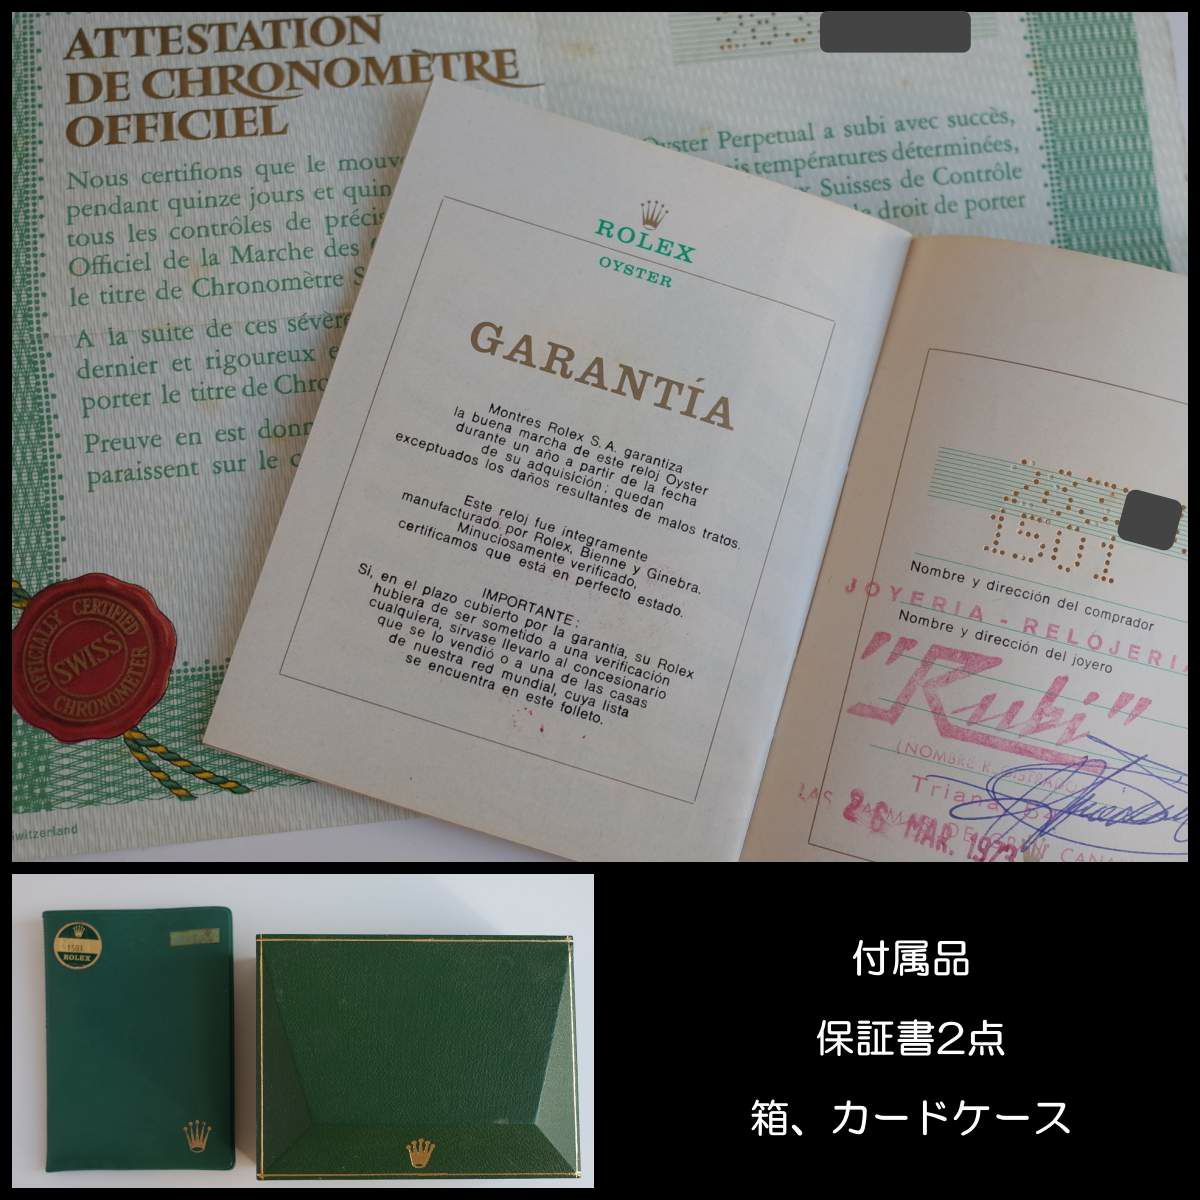 ATTESTATION
DE CHRONOMÈTRE
OFFICIEL
Nous certifions que le
pendant quinze jours et
tous les contrôles de
Officiel de la Marche des
le titre de Chronomètre
A la suite de ces
dernier et rigoureux
porter le titre de
Preuve en est
paraissent sur le
Oyster Perpetual a subi avec succès,
températures déterminées,
Suisses de Contrôle
droit de porter
OFFICIALLY CERTIFIED
SWISS
CHRONOMETER
ROLEX
OYSTER
GARANTÍA
Montres Rolex S.A. garantiza
la buena marcha de este reloj Oyster
durante un año a partir de la fecha
de su adquisición; quedan
exceptuados los daños resultantes de malos tratos.
Este reloj fue integramente
manufacturado por Rolex, Bienne y Ginebra.
Minuciosamente verificado,
certificamos que está en perfecto estado.
IMPORTANTE:
Si, en el plazo cubierto por la garantía, su Rolex
hubiera de ser sometido a una verificación
cualquiera, sírvase llevarlo al concesionario
que se lo vendió o a una de las casas
de nuestra red mundial, cuya lista
se encuentra en este folleto.
1501
Nombre y dirección del comprador
JOYERIA - RELOJERIA
Nombre y dirección del joyero
"Rubi"
Triana
26 MAR. 1973
1501
ROLEX
付属品
保証書2点
箱、カードケース